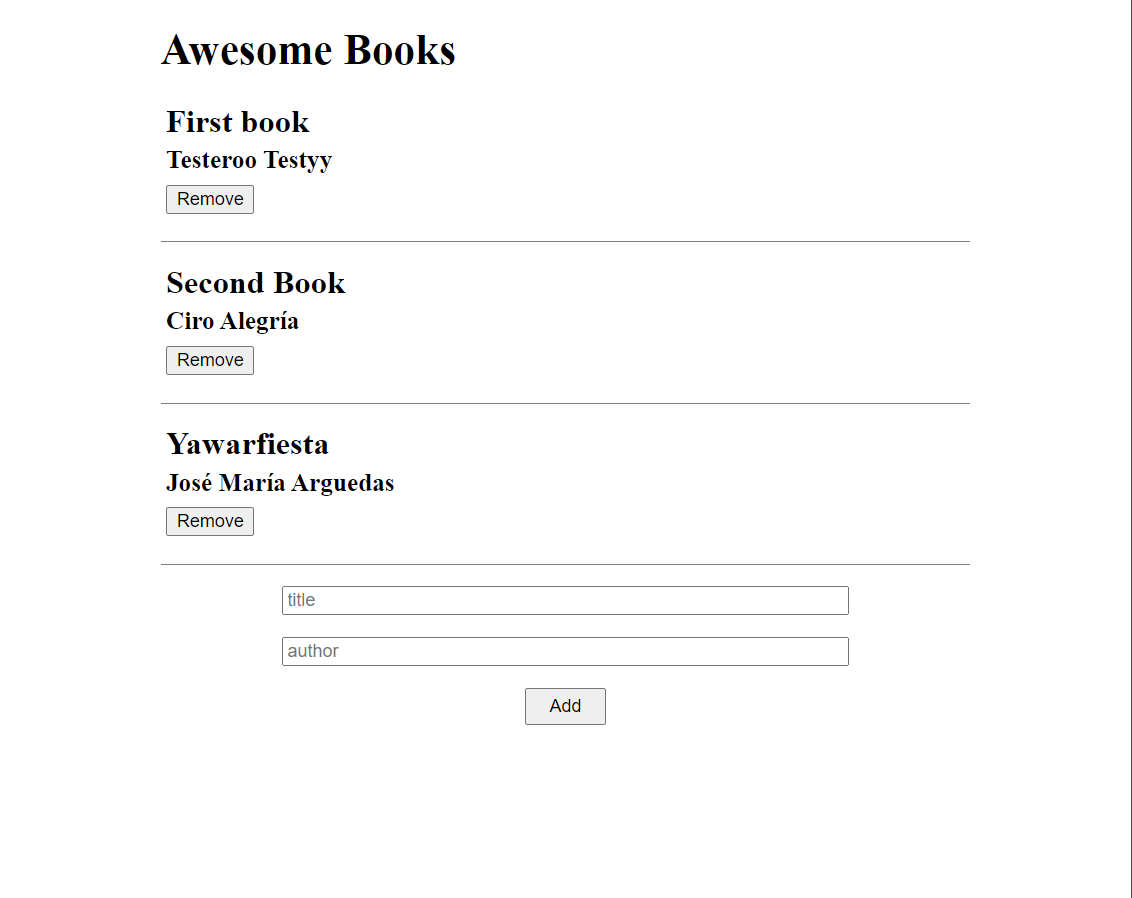 Awesome Books
First book
Testeroo Testyy
Remove
Second Book
Ciro Alegría
Remove
Yawarfiesta
José María Arguedas
Remove
title
author
Add